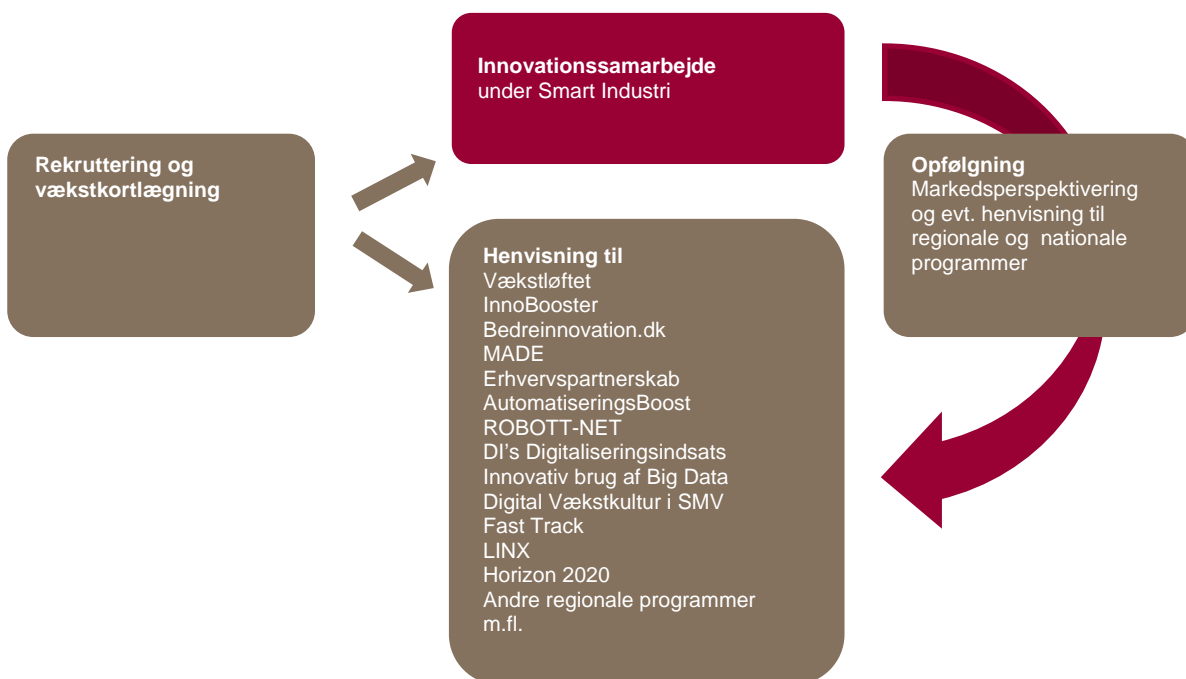 Rekruttering og
vækstkortlægning
Innovationssamarbejde
under Smart Industri
Henvisning til
Vækstløftet
InnoBooster
Bedreinnovation.dk
MADE
Erhvervspartnerskab
AutomatiseringsBoost
ROBOTT-NET
DI's Digitaliseringsindsats
Innovativ brug af Big Data
Digital Vækstkultur i SMV
Fast Track
LINX
Horizon 2020
Andre regionale programmer
m.fl.
Opfølgning
Markedsperspektivering
og evt. henvisning til
regionale og nationale
programmer